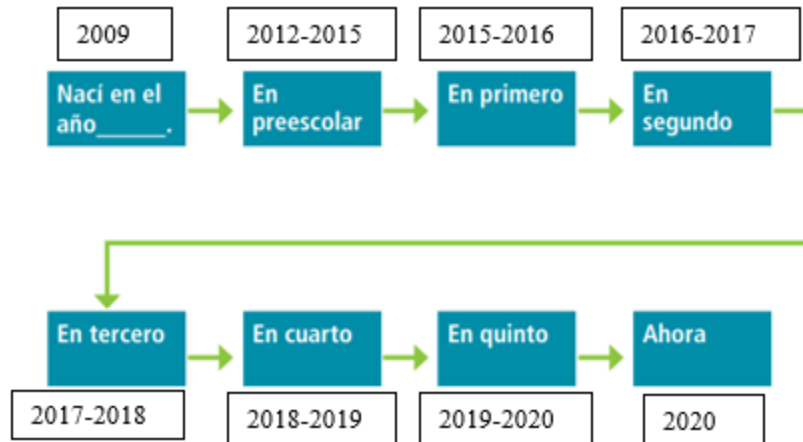 2009
2012-2015
2015-2016
2016-2017
Nací en el
año______.
En
preescolar
En primero
En
segundo
En tercero
En cuarto
En quinto
Ahora
2017-2018
2018-2019
2019-2020
2020